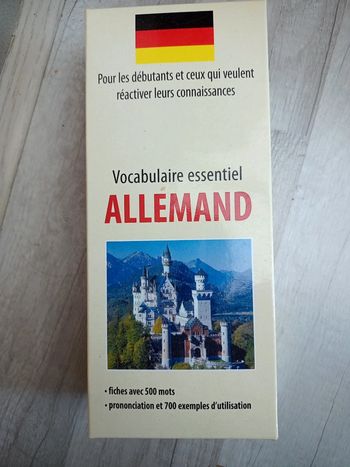 Pour les débutants et ceux qui veulent
réactiver leurs connaissances
Vocabulaire essentiel
ALLEMAND
• fiches avec 500 mots
• prononciation et 700 exemples d'utilisation